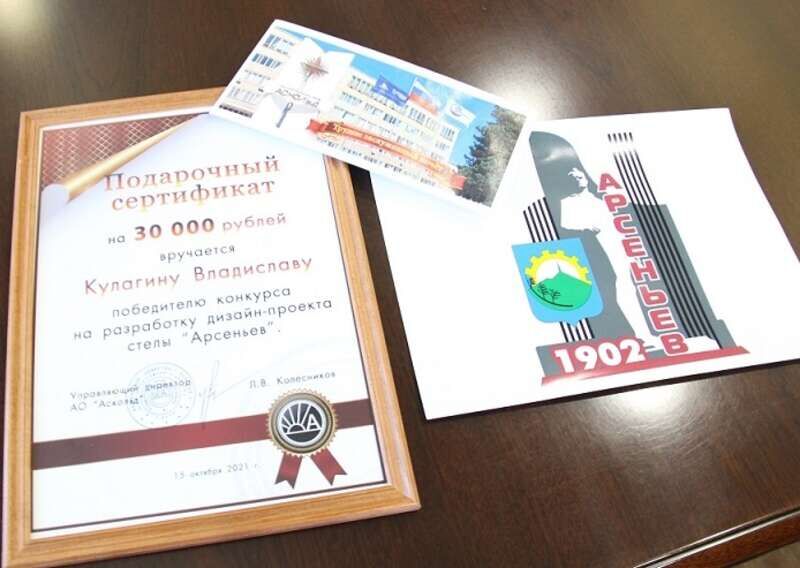 Подарочный
сертификат
на 30 000 рублей
вручается
Кулагину Владиславу
победителю конкурса
на разработку дизайн-проекта
стелы "Арсеньев".
Управляющий директор
АО "Аскольд"
Л.В. Колесников
А
15 октября 2021 г.
АСКОЛЬД
АРСЕНЬЕВ
1902